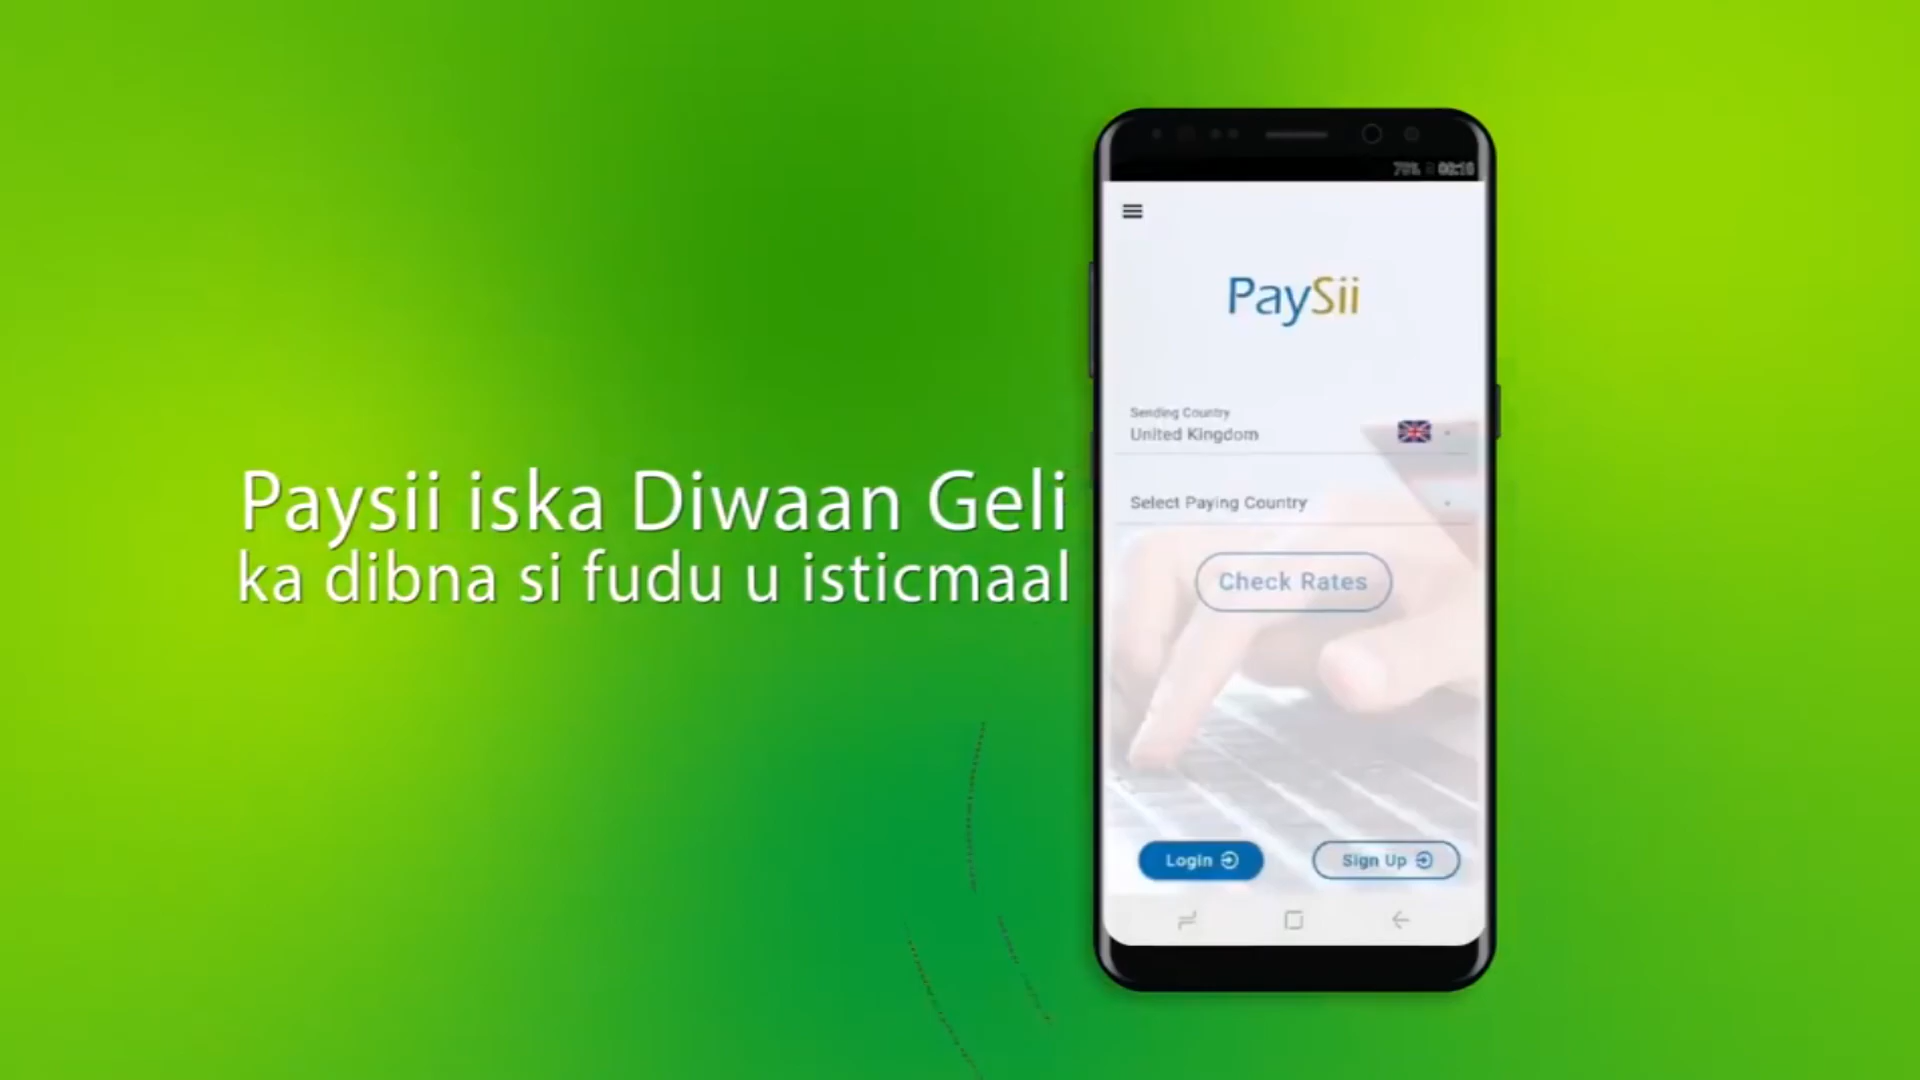 Paysii iska Diwaan Geli
ka dibna si fudu u isticmaal
PaySii
Sending Country
United Kingdom
Select Paying Country
Check Rates
Login
Sign Up